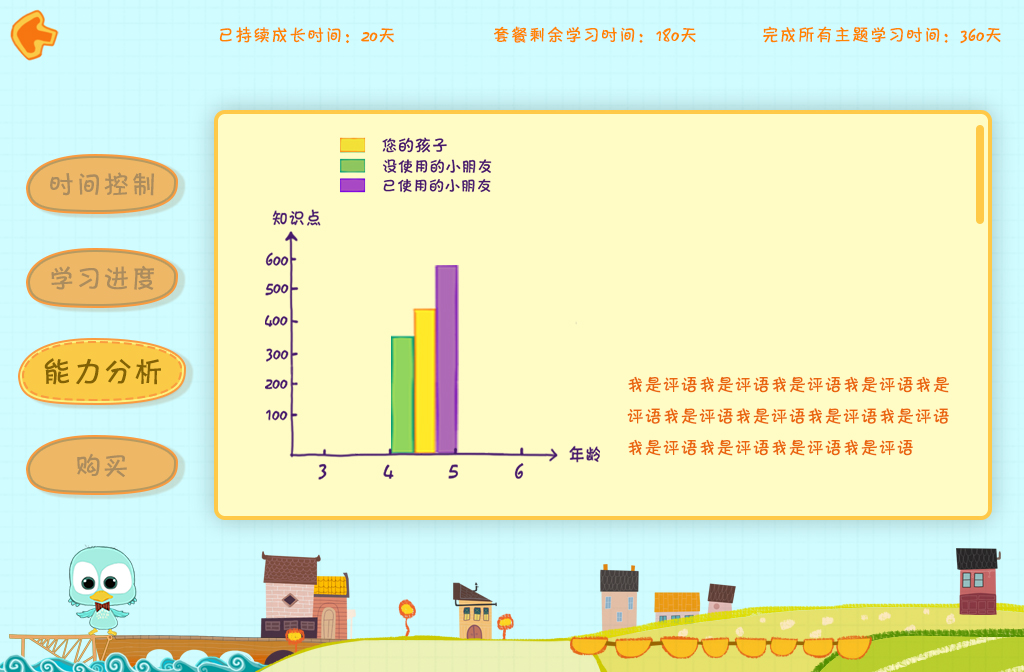 已持续成长时间：20天
套餐剩余学习时间：180天
完成所有主题学习时间：360天
时间控制
学习进度
能力分析
购买
您的孩子
没使用的小朋友
已使用的小朋友
知识点
600
500
400
300
200
100
3
4
5
6
年龄
我是评语我是评语我是评语我是评语我是
评语我是评语我是评语我是评语我是评语
我是评语我是评语我是评语我是评语